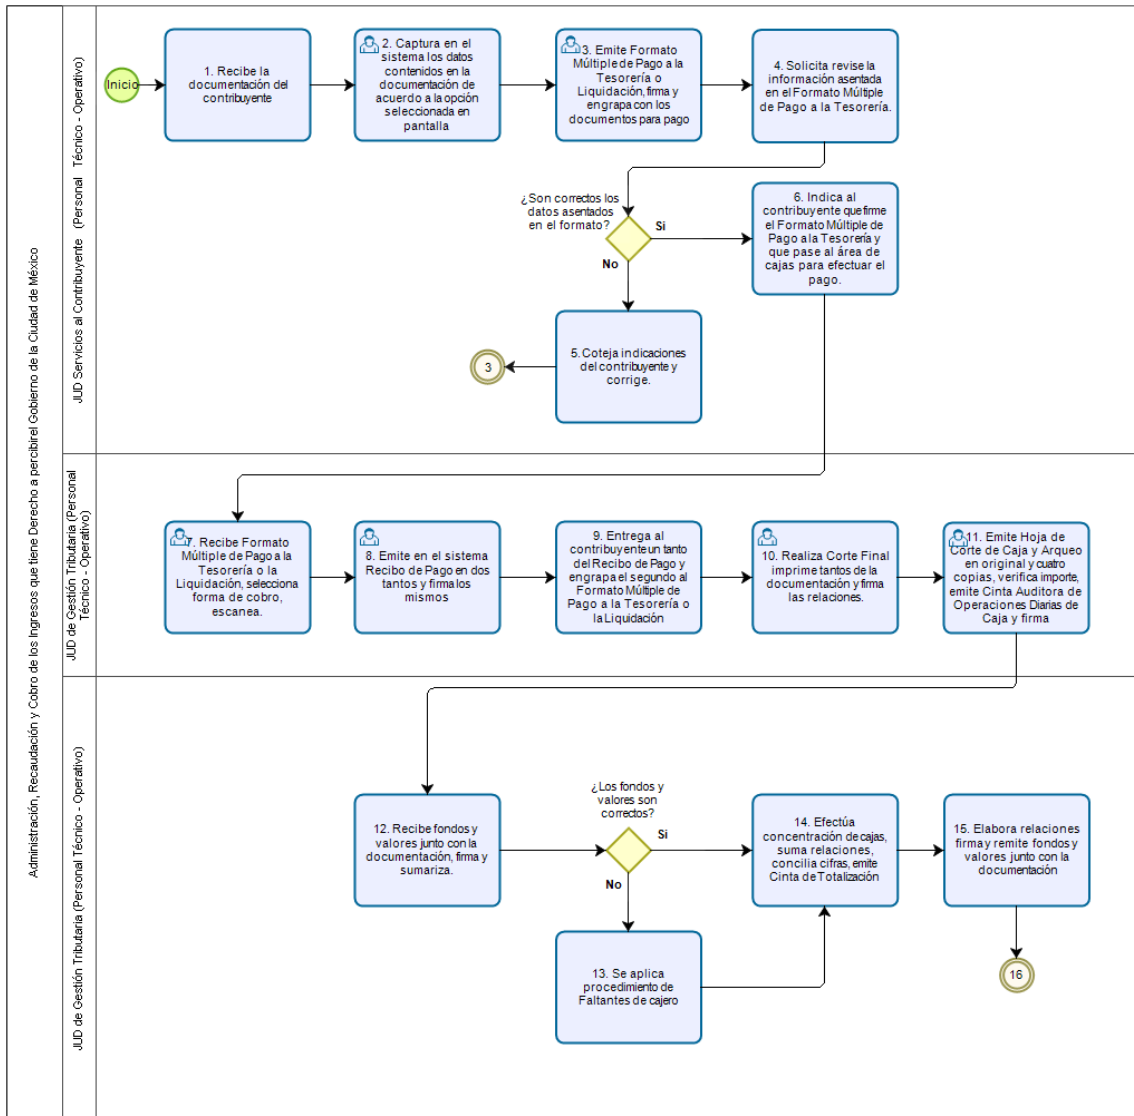 Administración, Recaudación y Cobro de los Ingresos que tiene Derecho a percibirel Gobierno de la Ciudad de México
JUD Servicios al Contribuyente (Personal Técnico - Operativo)
Inicio
1. Recibe la
documentación del
contribuyente
2. Captura en el
sistema los datos
contenidos en la
documentación de
acuerdo a la opción
seleccionada en
pantalla
3. Emite Formato
Múltiple de Pago a la
Tesorería o
Liquidación, firma y
engrapa con los
documentos para pago
4. Solicita revise la
información asentada
en el Formato Múltiple
de Pago a la Tesorería.
¿Son correctos los
datos asentados
en el formato?
Si
No
6. Indica al
contribuyente que firme
el Formato Múltiple de
Pago a la Tesorería y
que pase al área de
cajas para efectuar el
pago.
5. Coteja indicaciones
del contribuyente y
corrige.
3
JUD de Gestión Tributaria (Personal
Técnico - Operativo)
7. Recibe Formato
Múltiple de Pago a la
Tesorería o la
Liquidación, selecciona
forma de cobro,
escanea.
8. Emite en el sistema
Recibo de Pago en dos
tantos y firma los
mismos
9. Entrega al
contribuyente un tanto
del Recibo de Pago y
engrapa el segundo al
Formato Múltiple de
Pago a la Tesorería o
la Liquidación
10. Realiza Corte Final
imprime tantos de la
documentación y firma
las relaciones.
11. Emite Hoja de
Corte de Caja y Arqueo
en original y cuatro
copias, verifica importe,
emite Cinta Auditora de
Operaciones Diarias de
Caja y firma
JUD de Gestión Tributaria (Personal Técnico - Operativo)
12. Recibe fondos y
valores junto con la
documentación, firma y
sumariza.
¿Los fondos y
valores son
correctos?
Si
No
14. Efectúa
concentración de cajas,
suma relaciones,
concilia cifras, emite
Cinta de Totalización
15. Elabora relaciones
firma y remite fondos y
valores junto con la
documentación
13. Se aplica
procedimiento de
Faltantes de cajero
16